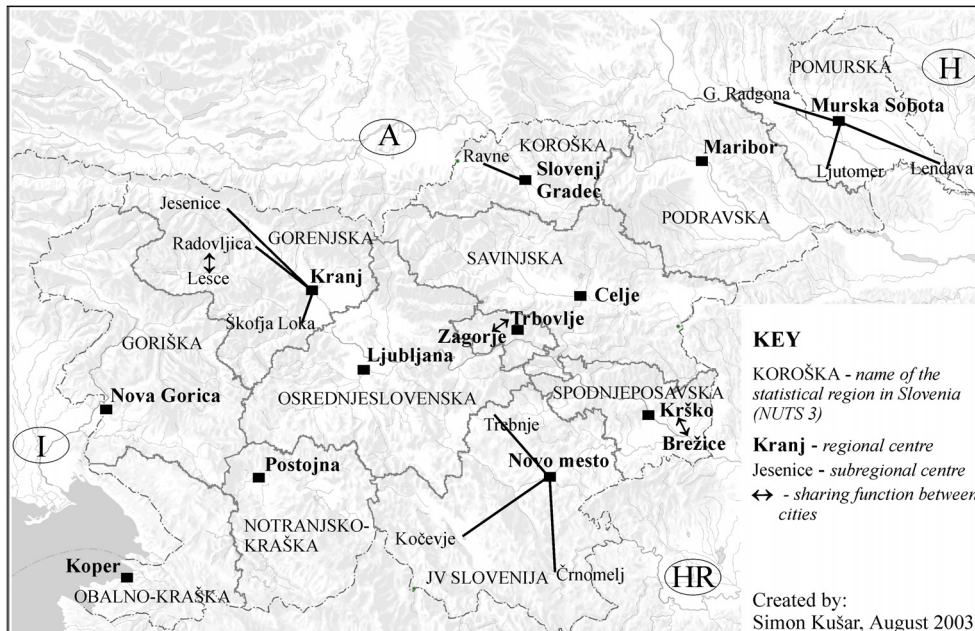 H
POMURSKA
G. Radgona
Murska Sobota
A
KOROŠKA
Maribor
Ravne
Slovenj
Gradec
Ljutomer
Lendava
Jesenice
PODRAVSKA
Radovljica
GORENJSKA
SAVINJSKA
Lesce
Kranj
Celje
Škofja Loka
Trbovlje
Zagorje
GORIŠKA
Ljubljana
KEY
KOROŠKA - name of the
statistical region in Slovenia
(NUTS 3)
Kranj - regional centre
Jesenice - subregional centre
↔ - sharing function between
cities
Nova Gorica
OSREDNJESLOVENSKA
SPODNJEPOSAVSKA
Krško
Trebnje
Brežice
I
Postojna
Novo mesto
NOTRANJSKO-
KRAŠKA
Kočevje
Koper
JV SLOVENIJA
Črnomelj
HR
OBALNO-KRAŠKA
Created by:
Simon Kušar, August 2003